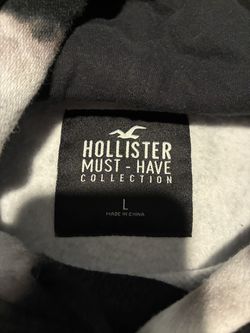 HOLLISTER
MUST - HAVE
COLLECTION
L
MADE IN CHINA